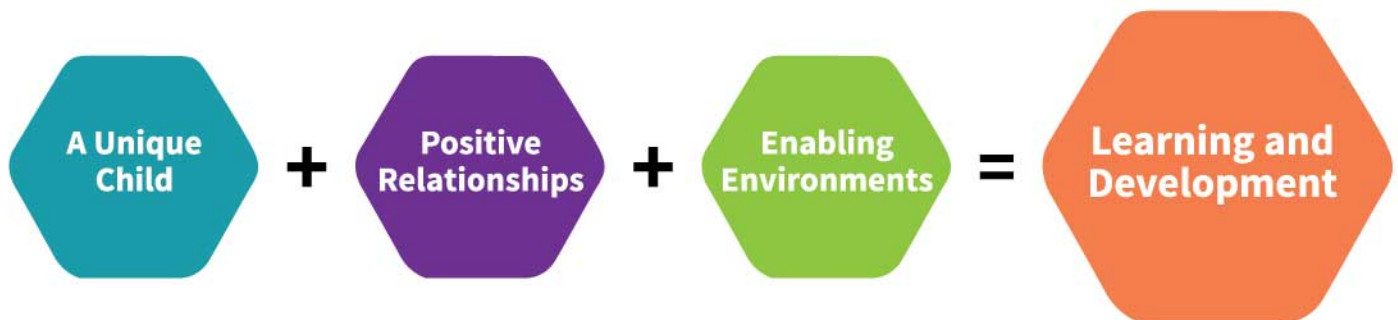 A Unique
Child
+
Positive
Relationships
+
Enabling
Environments
=
Learning and
Development